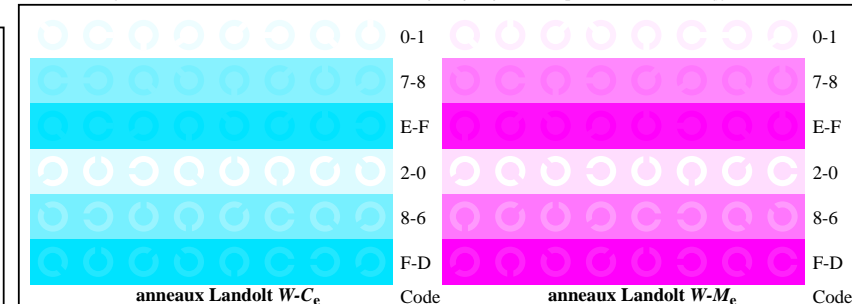 0-1 0-1
7-8 7-8
E-F E-F
2-0 2-0
8-6 8-6
F-D F-D
anneaux Landolt W-Ce Code anneaux Landolt W-Me Code